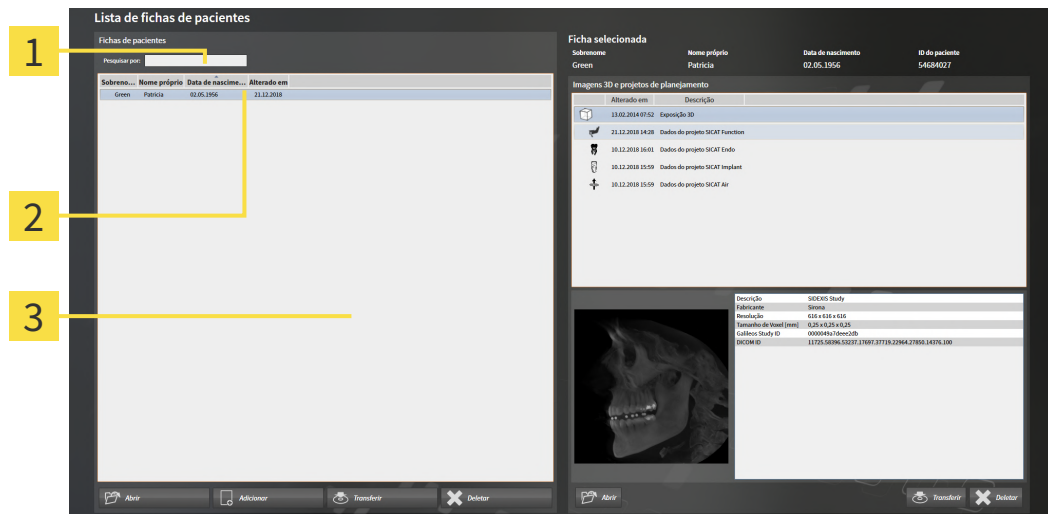 Lista de fichas de pacientes
1
Fichas de pacientes
Pesquisar por:
Sobreno... Nome próprio Data de nascime... Alterado em
Green Patricia 02.05.1956 21.12.2018
2
3
Abrir Adicionar Transferir Deletar
Ficha selecionada
Sobrenome Nome próprio Data de nascimento ID do paciente
Green Patricia 02.05.1956 54684027
Imagens 3D e projetos de planejamento
Alterado em Descrição
13.02.2014 07:52 Exposição 3D
21.12.2018 14:28 Dados do projeto SICAT Function
10.12.2018 16:01 Dados do projeto SICAT Endo
10.12.2018 15:59 Dados do projeto SICAT Implant
10.12.2018 15:59 Dados do projeto SICAT Air
Descrição SIDEXIS Study
Fabricante Sirona
Resolução 616 x 616 x 616
Tamanho de Voxel [mm] 0,25 x 0,25 x 0,25
Galileos Study ID 0000049a7deee2db
DICOM ID 11725.58396.53237.17697.37719.22964.27850.14376.100
Abrir Transferir Deletar